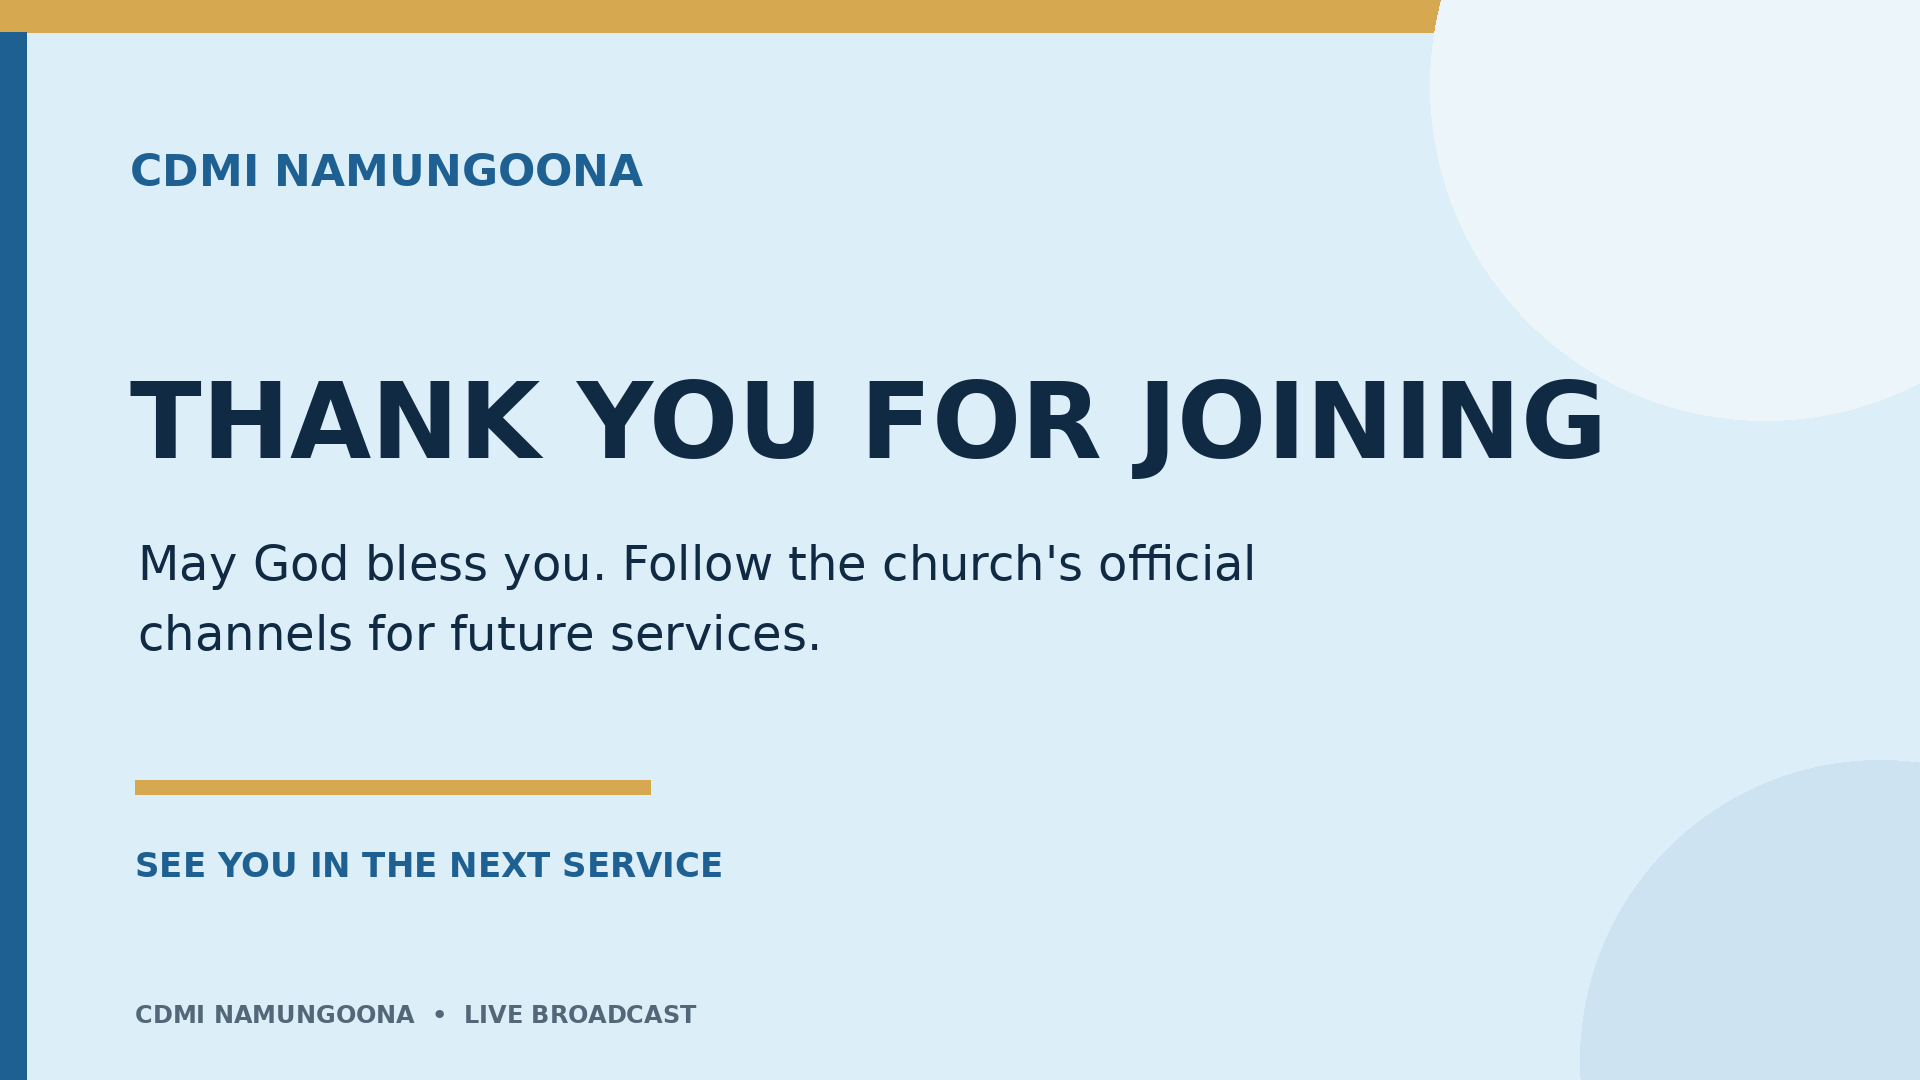 CDMI NAMUNGOONA
THANK YOU FOR JOINING
May God bless you. Follow the church's official
channels for future services.
SEE YOU IN THE NEXT SERVICE
CDMI NAMUNGOONA • LIVE BROADCAST